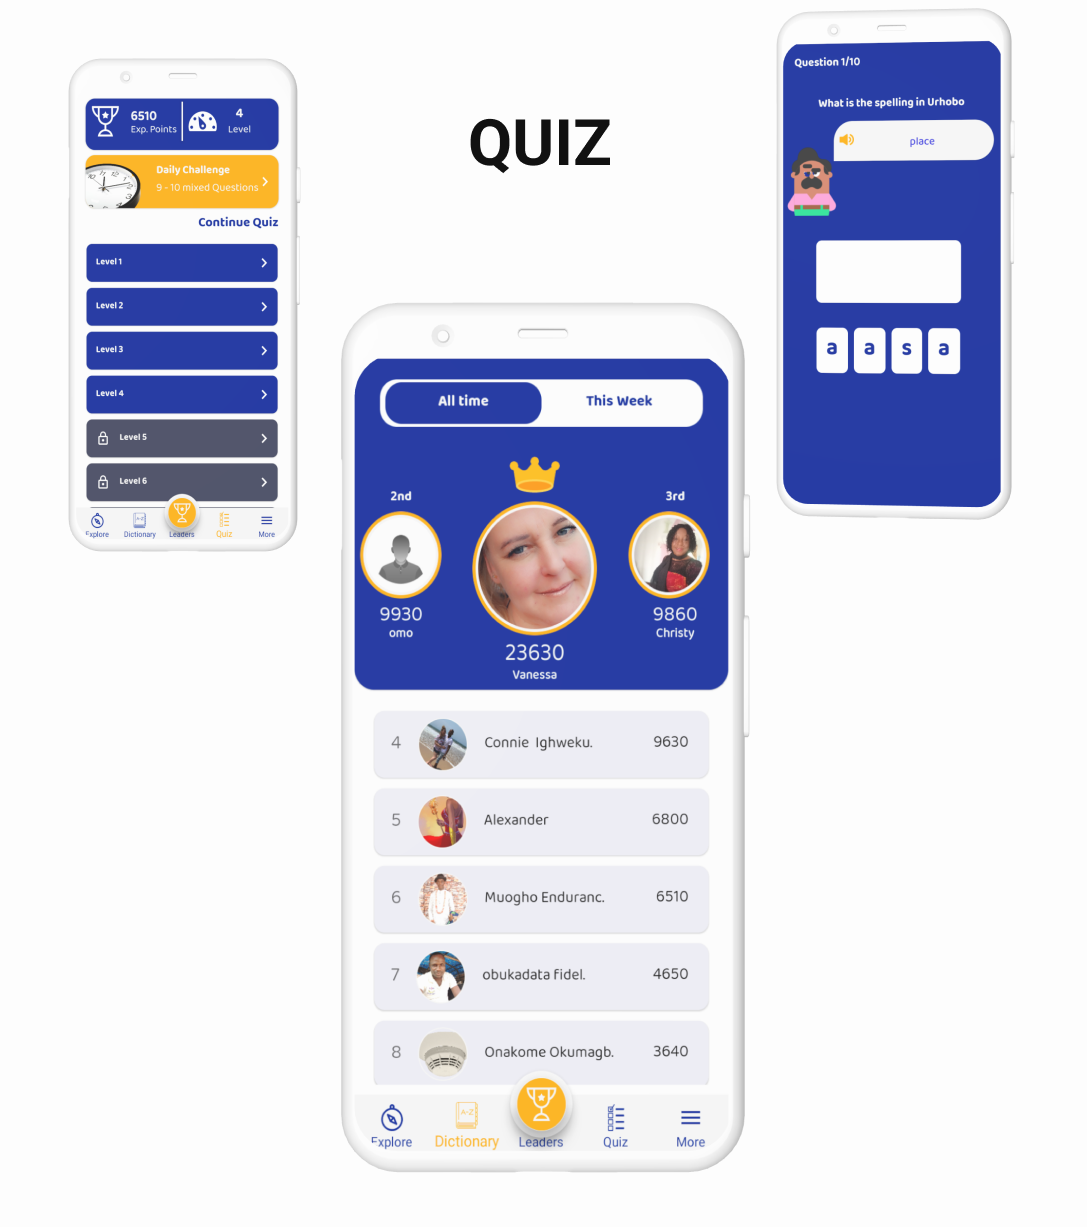 QUIZ
6510
Exp. Points
4
Level
Daily Challenge
9 - 10 mixed Questions
Continue Quiz
Level 1
Level 2
Level 3
Level 4
Level 5
Level 6
Explore
Dictionary
Leaders
Quiz
More
All time
This Week
2nd
3rd
9930
omo
23630
Vanessa
9860
Christy
4 Connie Ighweku. 9630
5 Alexander 6800
6 Muogho Enduranc. 6510
7 obukadata fidel. 4650
8 Onakome Okumagb. 3640
A-Z
Explore
Dictionary
Leaders
Quiz
More
Question 1/10
What is the spelling in Urhobo
place
a a s a